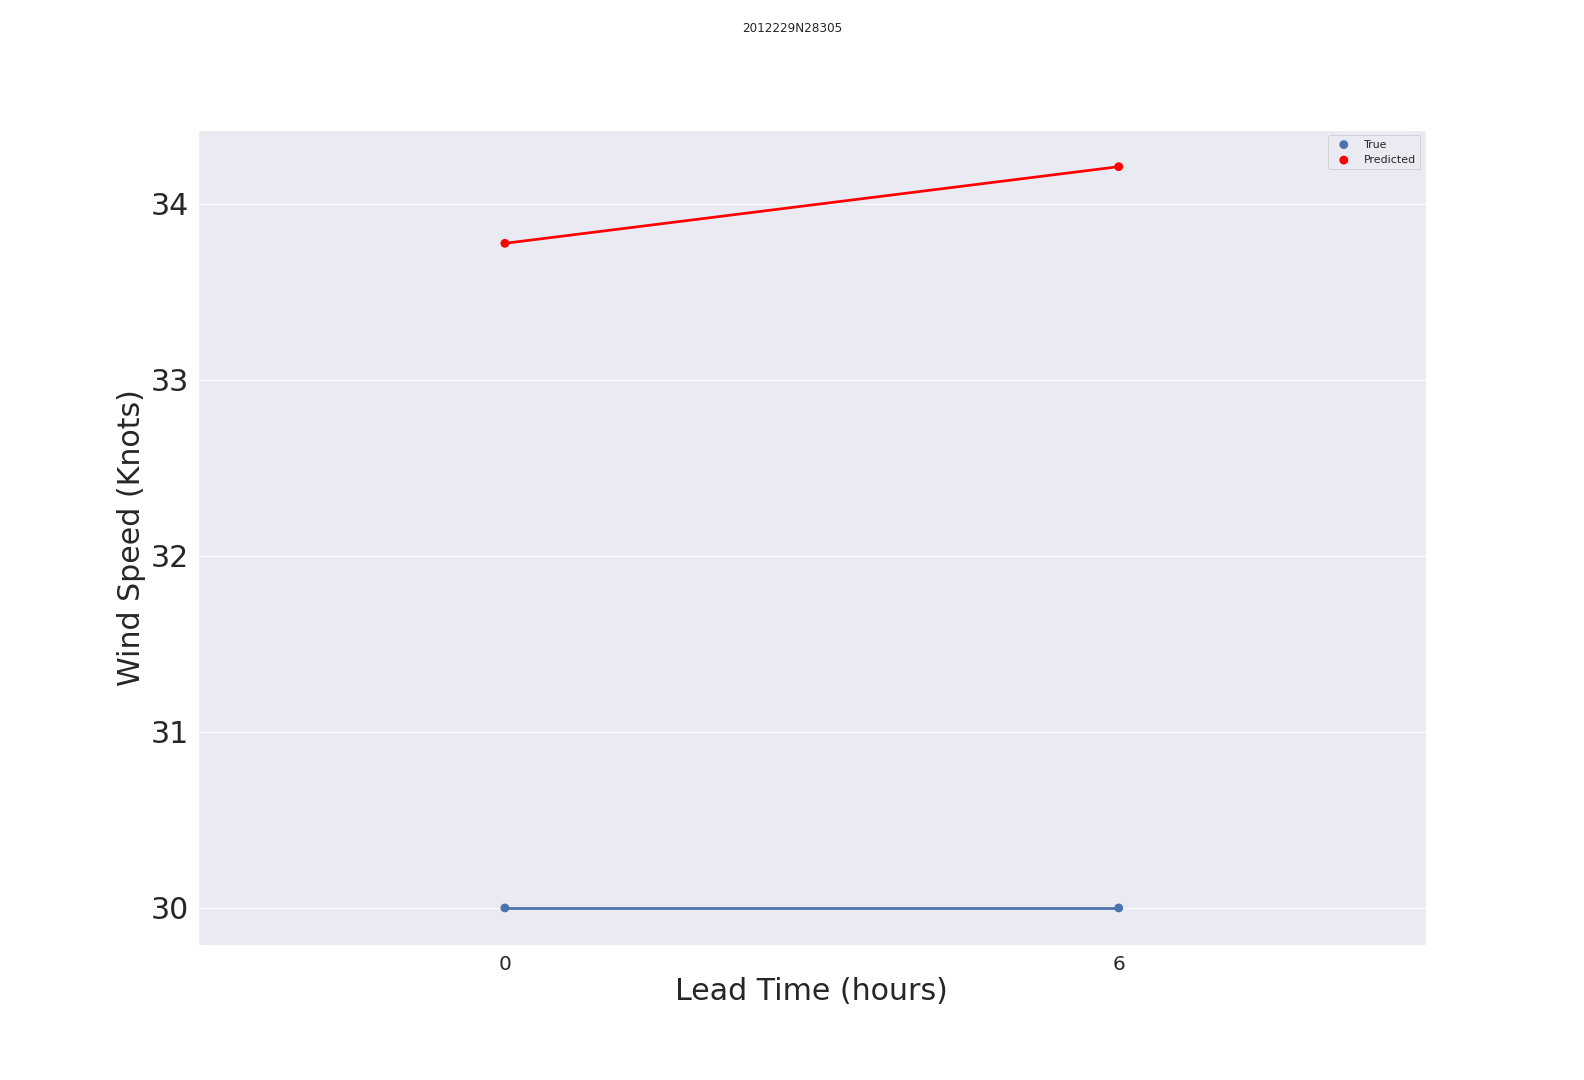 2012229N28305
True
Predicted
34
33
32
31
30
Wind Speed (Knots)
0
6
Lead Time (hours)